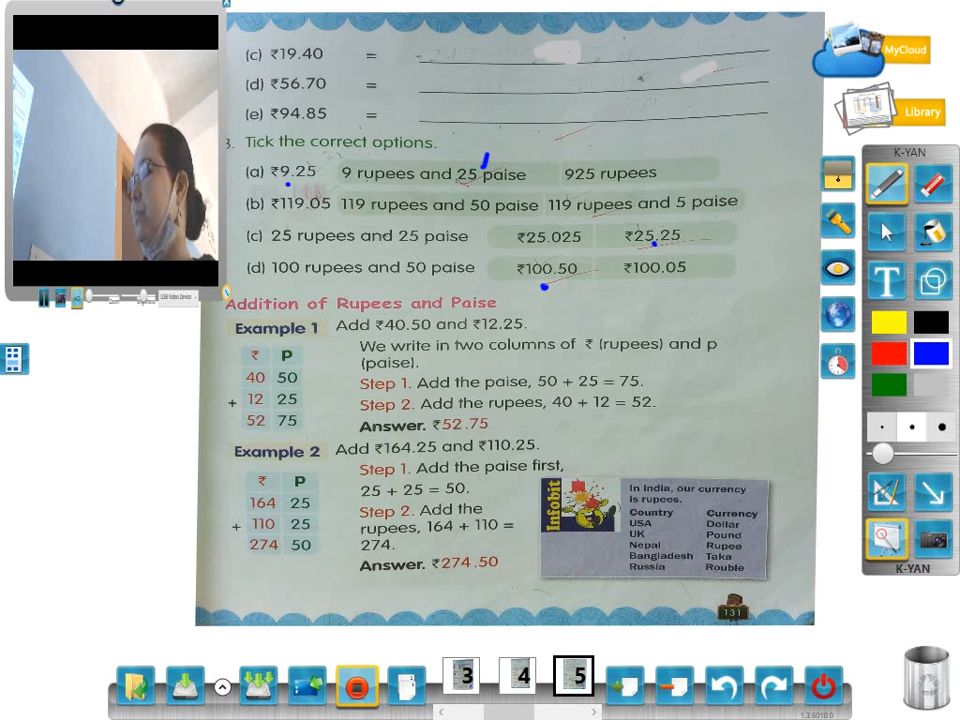 (c) ₹19.40 =
(d) ₹56.70 =
(e) ₹94.85 =
3. Tick the correct options.
(a) ₹9.25 9 rupees and 25 paise 925 rupees
(b) ₹119.05 119 rupees and 50 paise 119 rupees and 5 paise
(c) 25 rupees and 25 paise ₹25.025 ₹25.25
(d) 100 rupees and 50 paise ₹100.50 ₹100.05
Addition of Rupees and Paise
Example 1 Add ₹40.50 and ₹12.25.
We write in two columns of ₹ (rupees) and p
(paise).
₹ P
40 50
+ 12 25
52 75
Step 1. Add the paise, 50 + 25 = 75.
Step 2. Add the rupees, 40 + 12 = 52.
Answer. ₹52.75
Example 2 Add ₹164.25 and ₹110.25.
₹ P
164 25
+ 110 25
274 50
Step 1. Add the paise first,
25 + 25 = 50.
Step 2. Add the
rupees, 164 + 110 =
274.
Answer. ₹274.50
Infobit
In India, our currency
is rupees.
Country Currency
USA Dollar
UK Pound
Nepal Rupee
Bangladesh Taka
Russia Rouble
131
MyCloud
Library
K-YAN
T
K-YAN
3 4 5
1.3.6010.0
USB Video Device